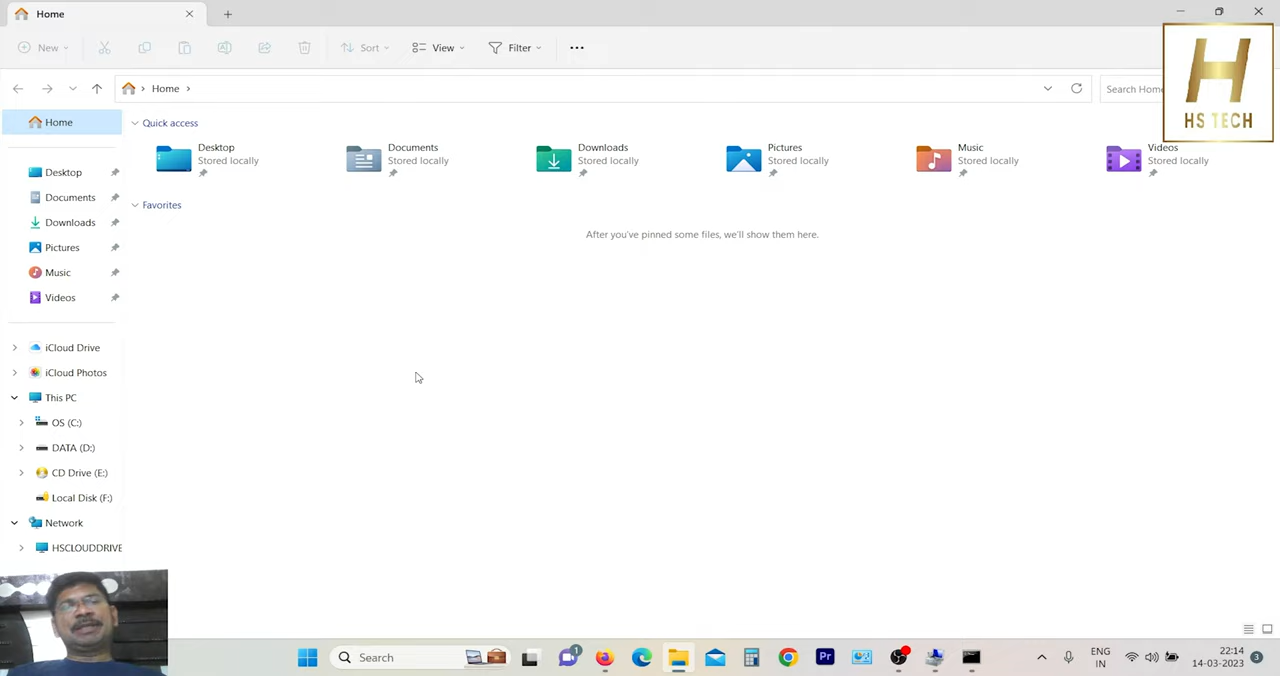 Home
New
Sort
View
Filter
Home
Search Home
H
HS TECH
Home
Quick access
Desktop
Stored locally
Documents
Stored locally
Downloads
Stored locally
Pictures
Stored locally
Music
Stored locally
Videos
Stored locally
Favorites
After you've pinned some files, we'll show them here.
Desktop
Documents
Downloads
Pictures
Music
Videos
iCloud Drive
iCloud Photos
This PC
OS (C:)
DATA (D:)
CD Drive (E:)
Local Disk (F:)
Network
HSCLOUDDRIVE
Search
1
Pr
ENG
IN
22:14
14-03-2023
3